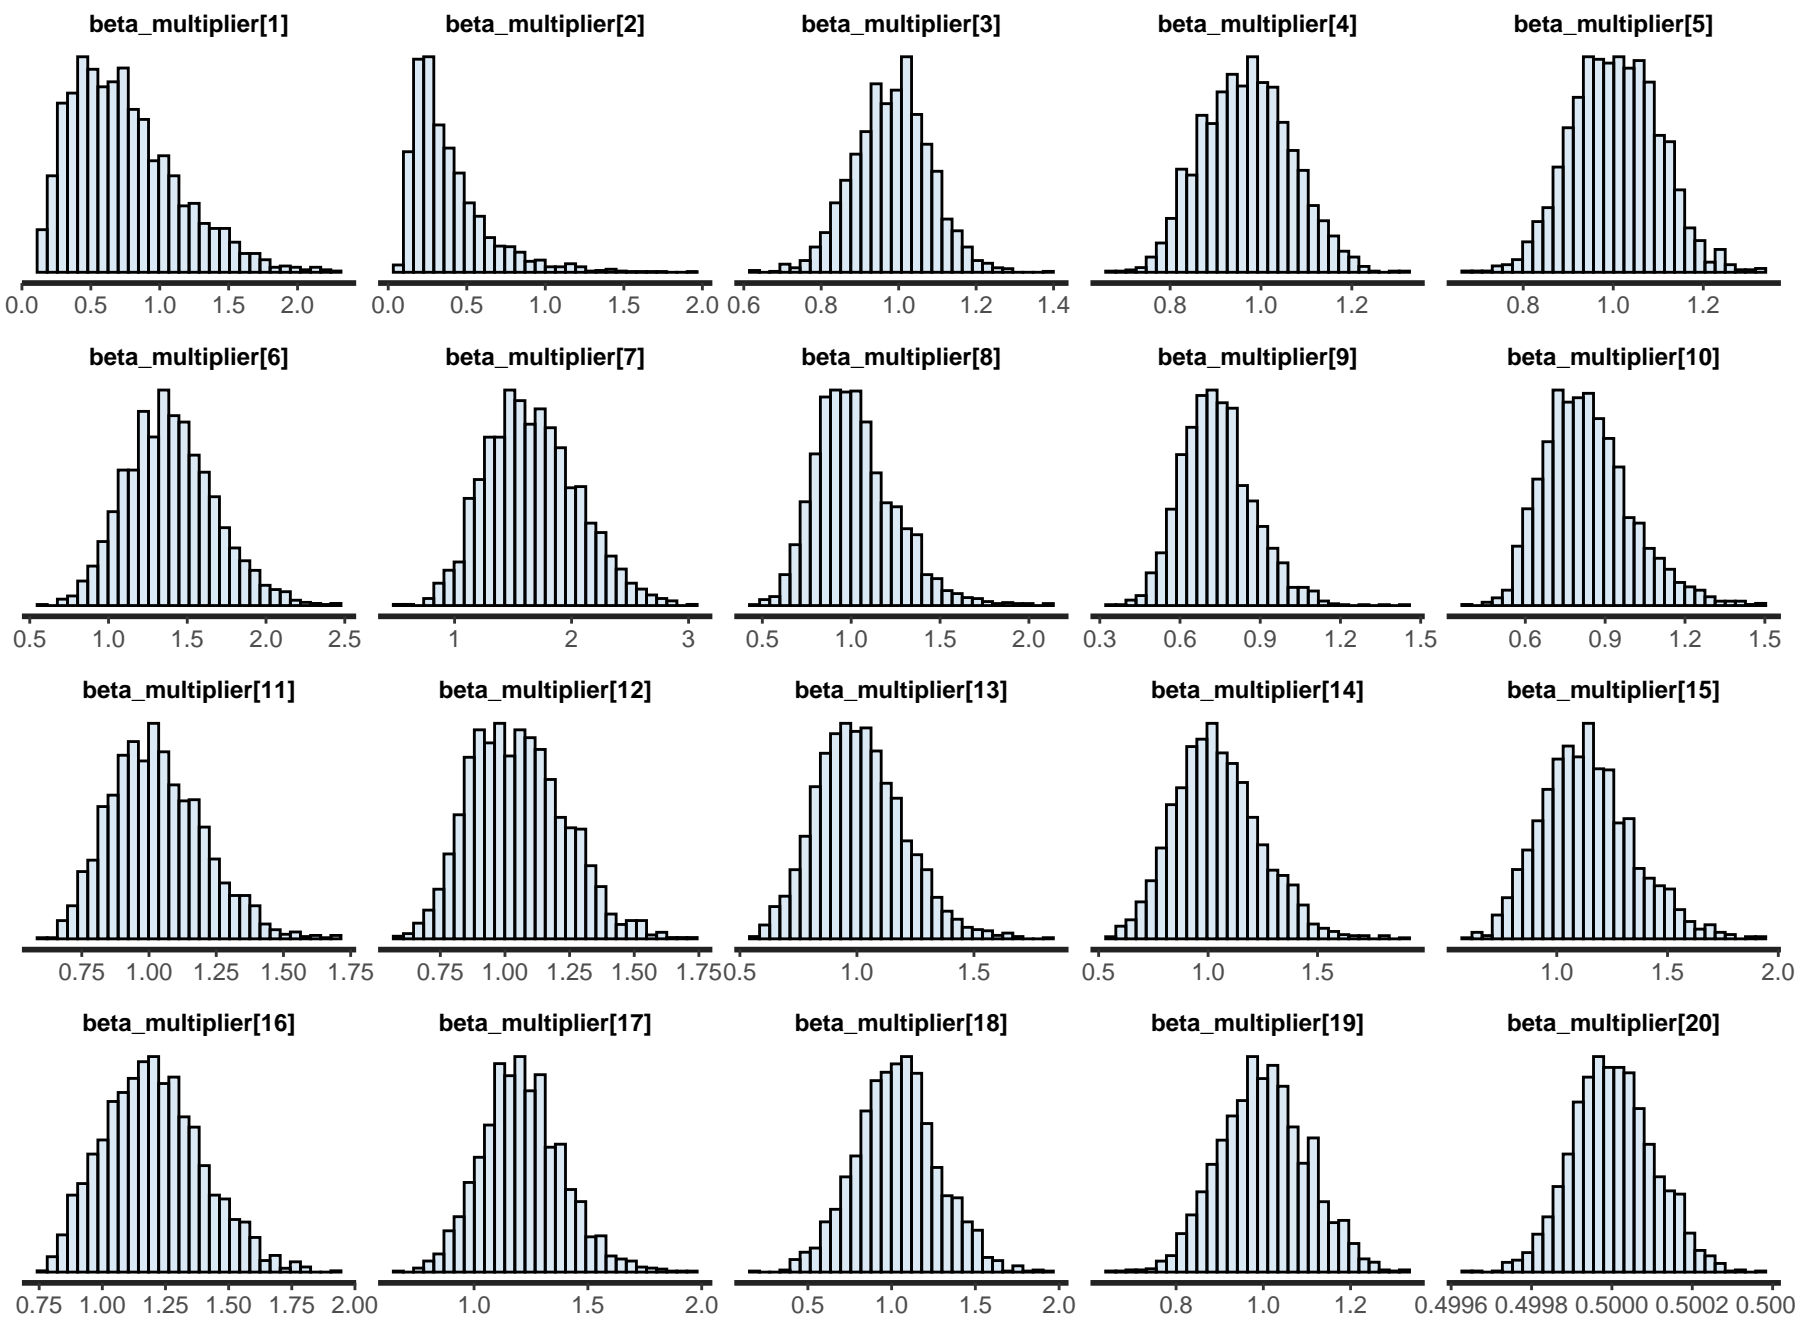 beta_multiplier[1] beta_multiplier[2] beta_multiplier[3] beta_multiplier[4] beta_multiplier[5]
0.0 0.5 1.0 1.5 2.0 0.0 0.5 1.0 1.5 2.0 0.6 0.8 1.0 1.2 1.4 0.8 1.0 1.2 0.8 1.0 1.2
beta_multiplier[6] beta_multiplier[7] beta_multiplier[8] beta_multiplier[9] beta_multiplier[10]
0.5 1.0 1.5 2.0 2.5 1 2 3 0.5 1.0 1.5 2.0 0.3 0.6 0.9 1.2 1.5 0.6 0.9 1.2 1.5
beta_multiplier[11] beta_multiplier[12] beta_multiplier[13] beta_multiplier[14] beta_multiplier[15]
0.75 1.00 1.25 1.50 1.75 0.75 1.00 1.25 1.50 1.75 0.5 1.0 1.5 0.5 1.0 1.5 1.0 1.5 2.0
beta_multiplier[16] beta_multiplier[17] beta_multiplier[18] beta_multiplier[19] beta_multiplier[20]
0.75 1.00 1.25 1.50 1.75 2.00 1.0 1.5 2.0 0.5 1.0 1.5 2.0 0.8 1.0 1.2 0.4996 0.4998 0.5000 0.5002 0.500